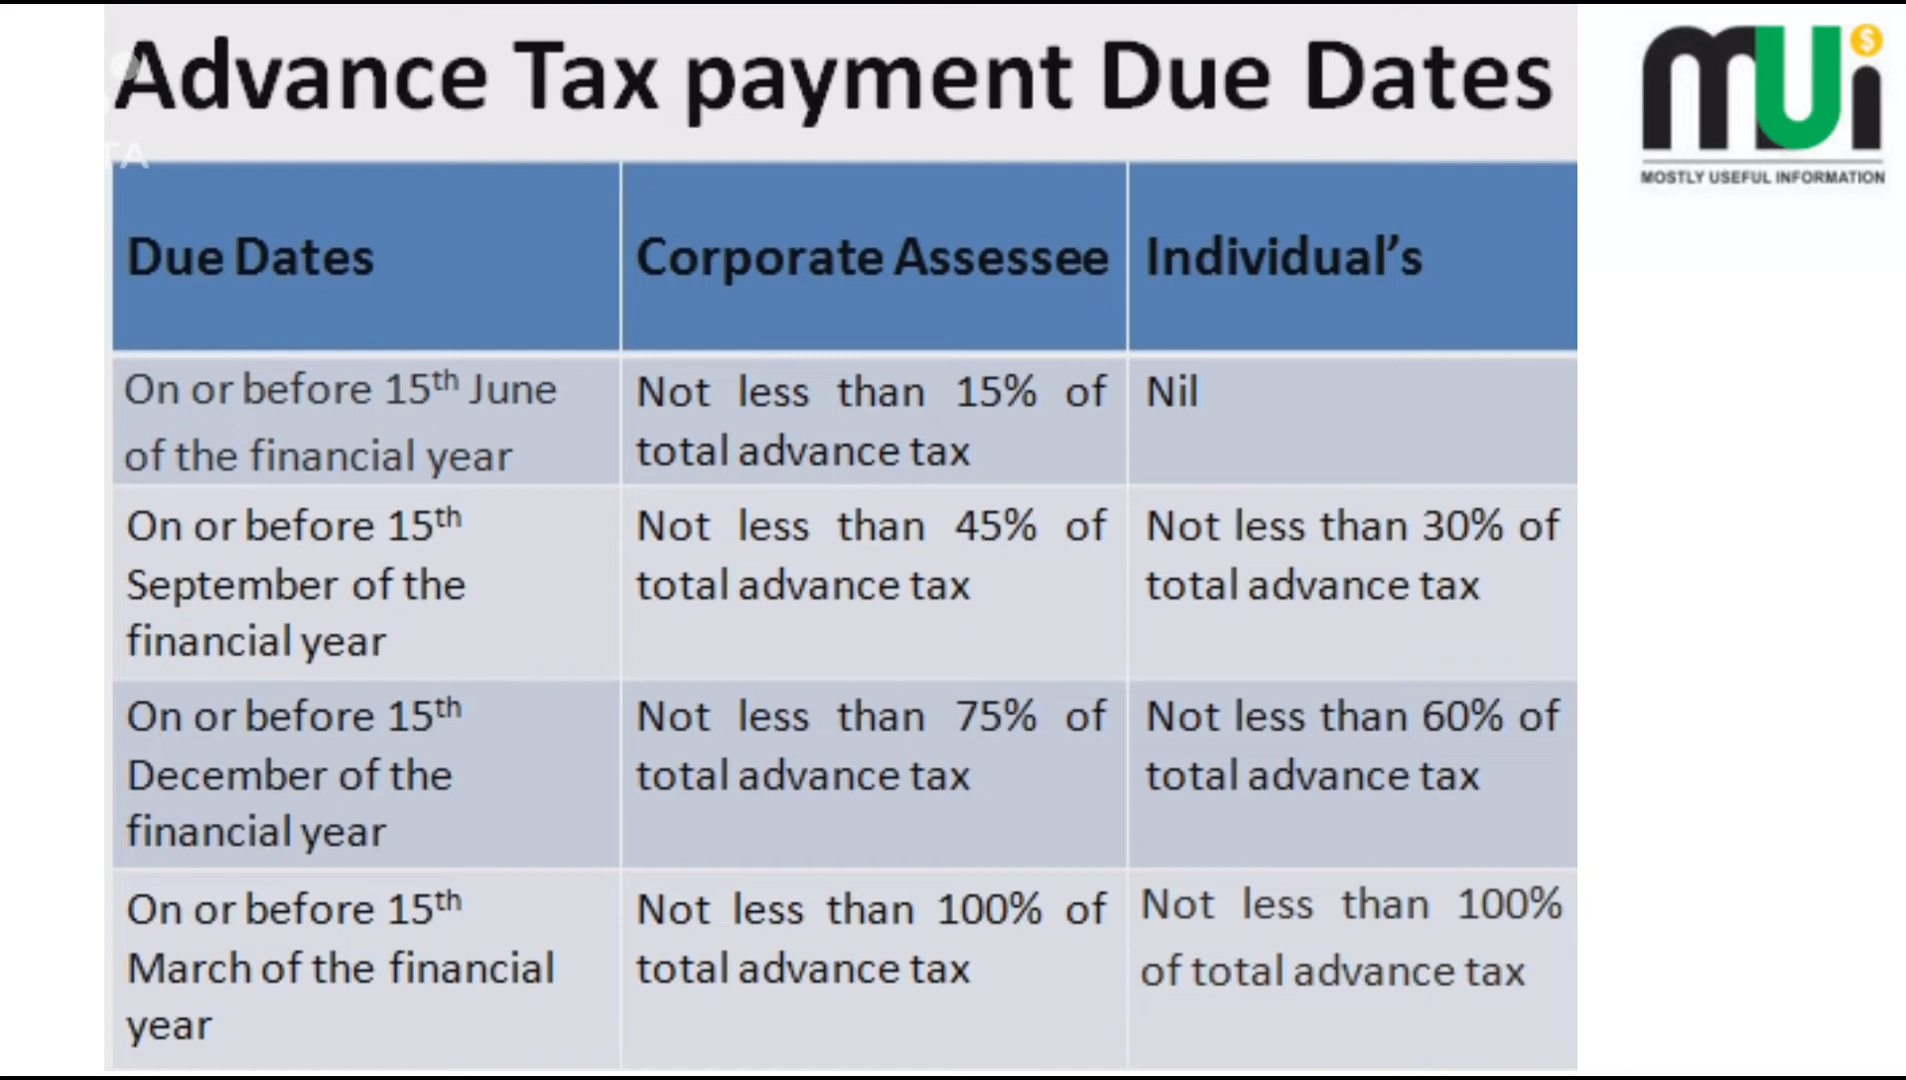 Advance Tax payment Due Dates
MUi
$
MOSTLY USEFUL INFORMATION
TA
Due Dates
Corporate Assessee
Individual’s
On or before 15th June
of the financial year
Not less than 15% of
total advance tax
Nil
On or before 15th
September of the
financial year
Not less than 45% of
total advance tax
Not less than 30% of
total advance tax
On or before 15th
December of the
financial year
Not less than 75% of
total advance tax
Not less than 60% of
total advance tax
On or before 15th
March of the financial
year
Not less than 100% of
total advance tax
Not less than 100%
of total advance tax